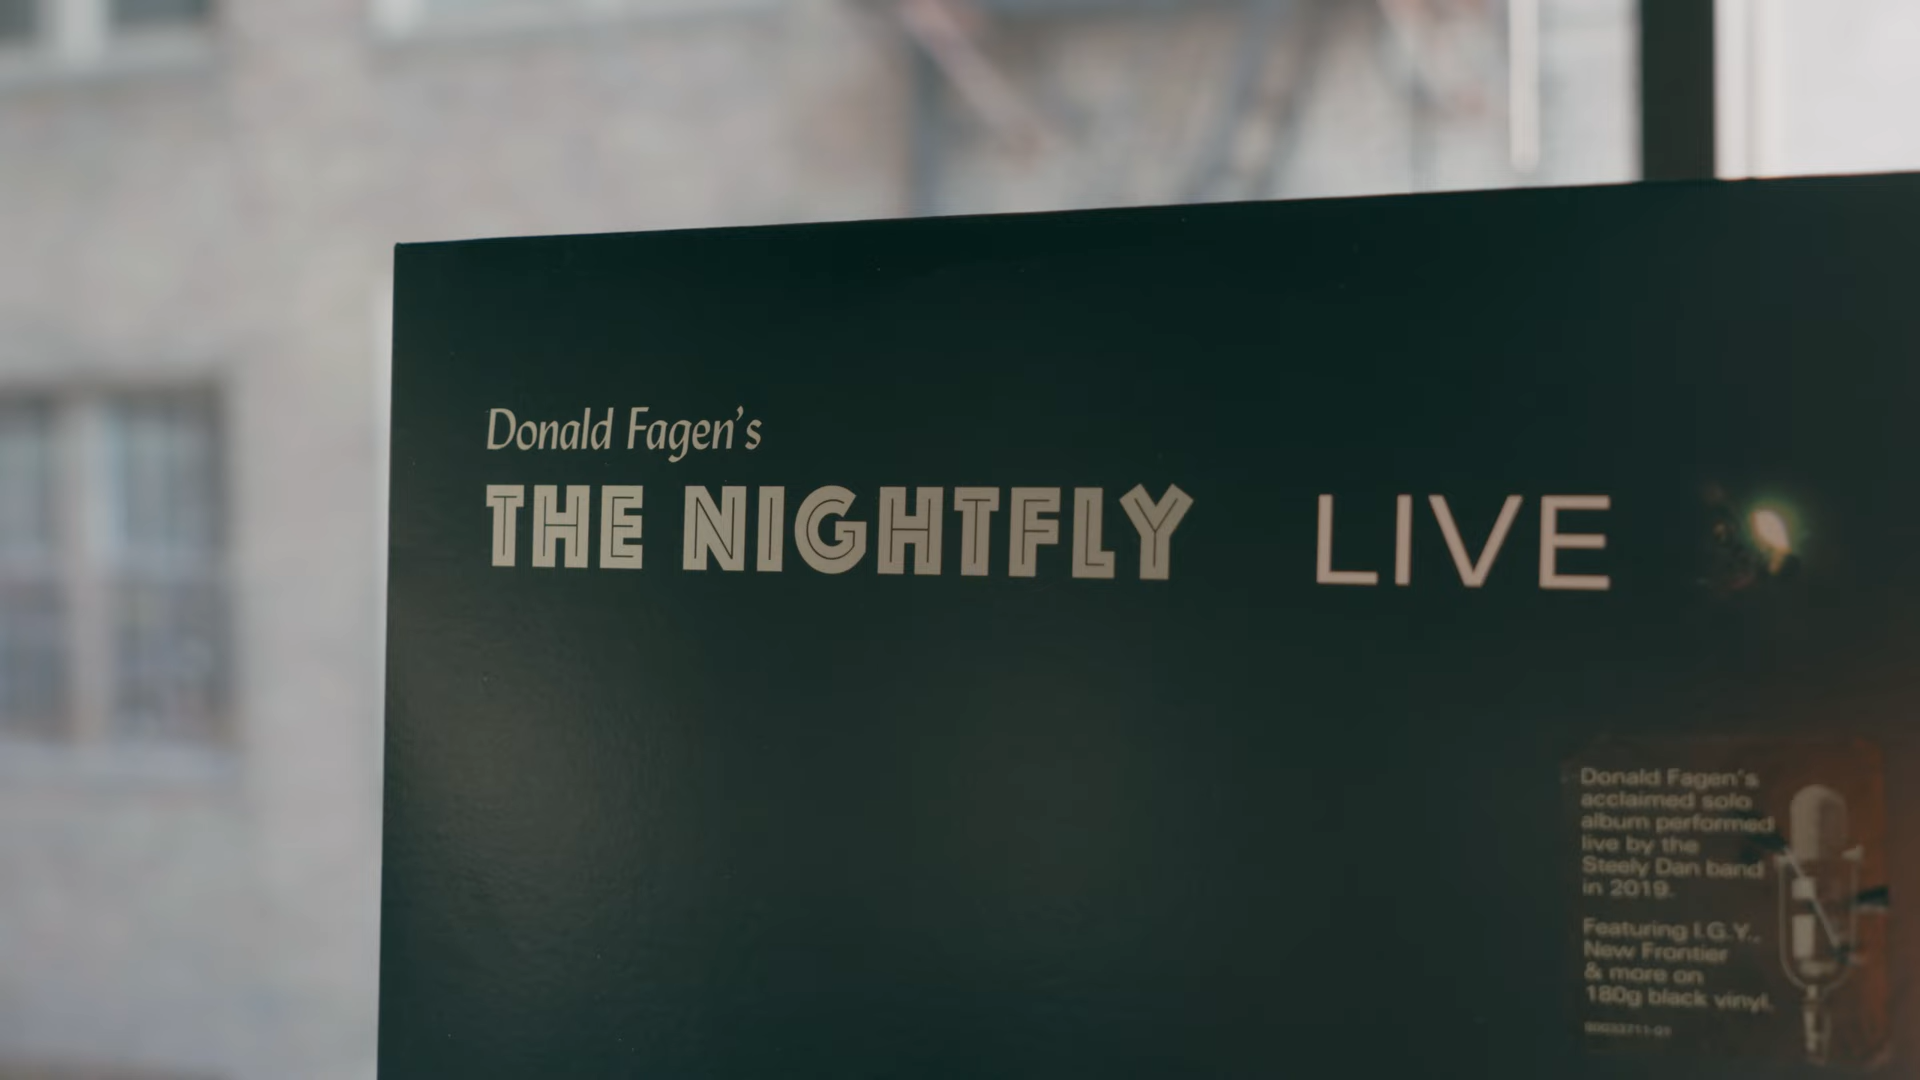 Donald Fagen's
THE NIGHTFLY LIVE
Donald Fagen's
acclaimed solo
album performed
live by the
Steely Dan band
in 2019.
Featuring I.G.Y.,
New Frontier
& more on
180g black vinyl.